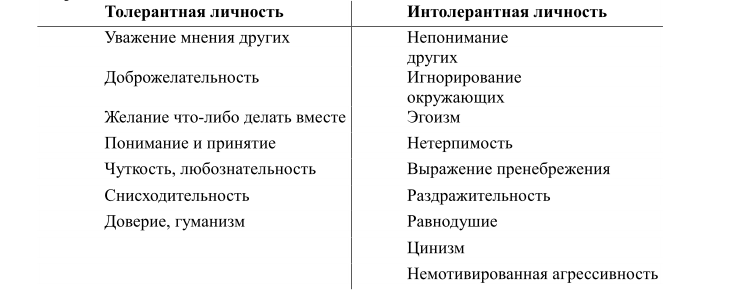 Толерантная личность Интолерантная личность
Уважение мнения других Непонимание
других
Доброжелательность Игнорирование
окружающих
Желание что-либо делать вместе Эгоизм
Понимание и принятие Нетерпимость
Чуткость, любознательность Выражение пренебрежения
Снисходительность Раздражительность
Доверие, гуманизм Равнодушие
Цинизм
Немотивированная агрессивность